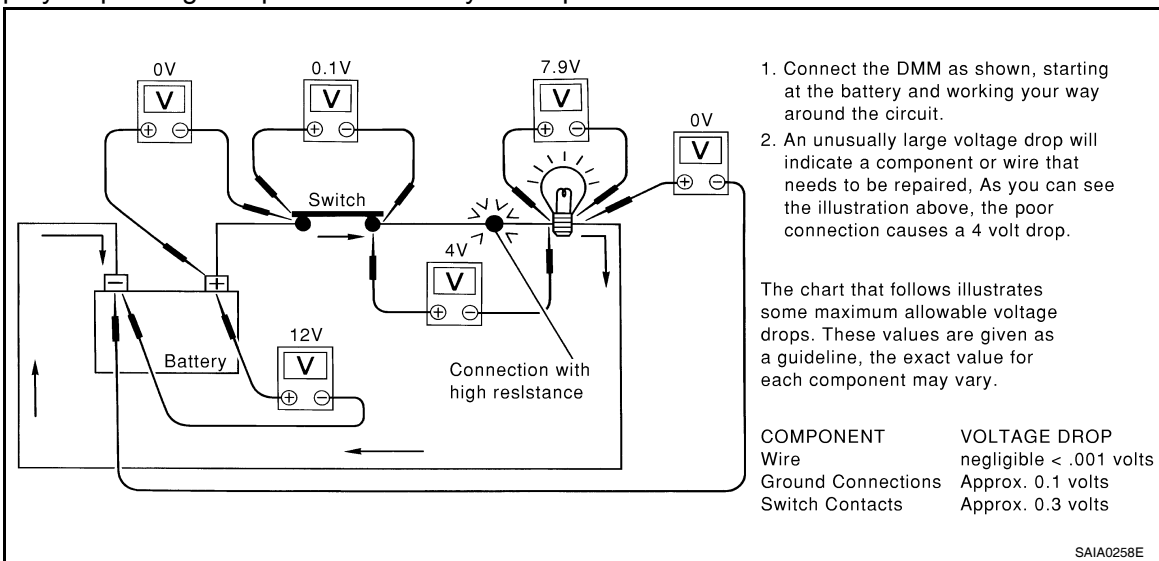 0V
0.1V
7.9V
0V
V
V
V
V
Switch
4V
V
Battery
12V
V
Connection with
high reslstance
1. Connect the DMM as shown, starting
at the battery and working your way
around the circuit.
2. An unusually large voltage drop will
indicate a component or wire that
needs to be repaired, As you can see
the illustration above, the poor
connection causes a 4 volt drop.
The chart that follows illustrates
some maximum allowable voltage
drops. These values are given as
a guideline, the exact value for
each component may vary.
COMPONENT VOLTAGE DROP
Wire negligible < .001 volts
Ground Connections Approx. 0.1 volts
Switch Contacts Approx. 0.3 volts
SAIA0258E